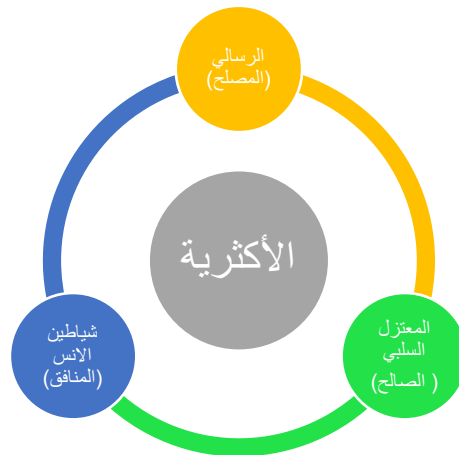 الرسالي
(المصلح)
الأكثرية
شياطين
الانس
(المنافق)
المعتزل
السلبي
( الصالح)